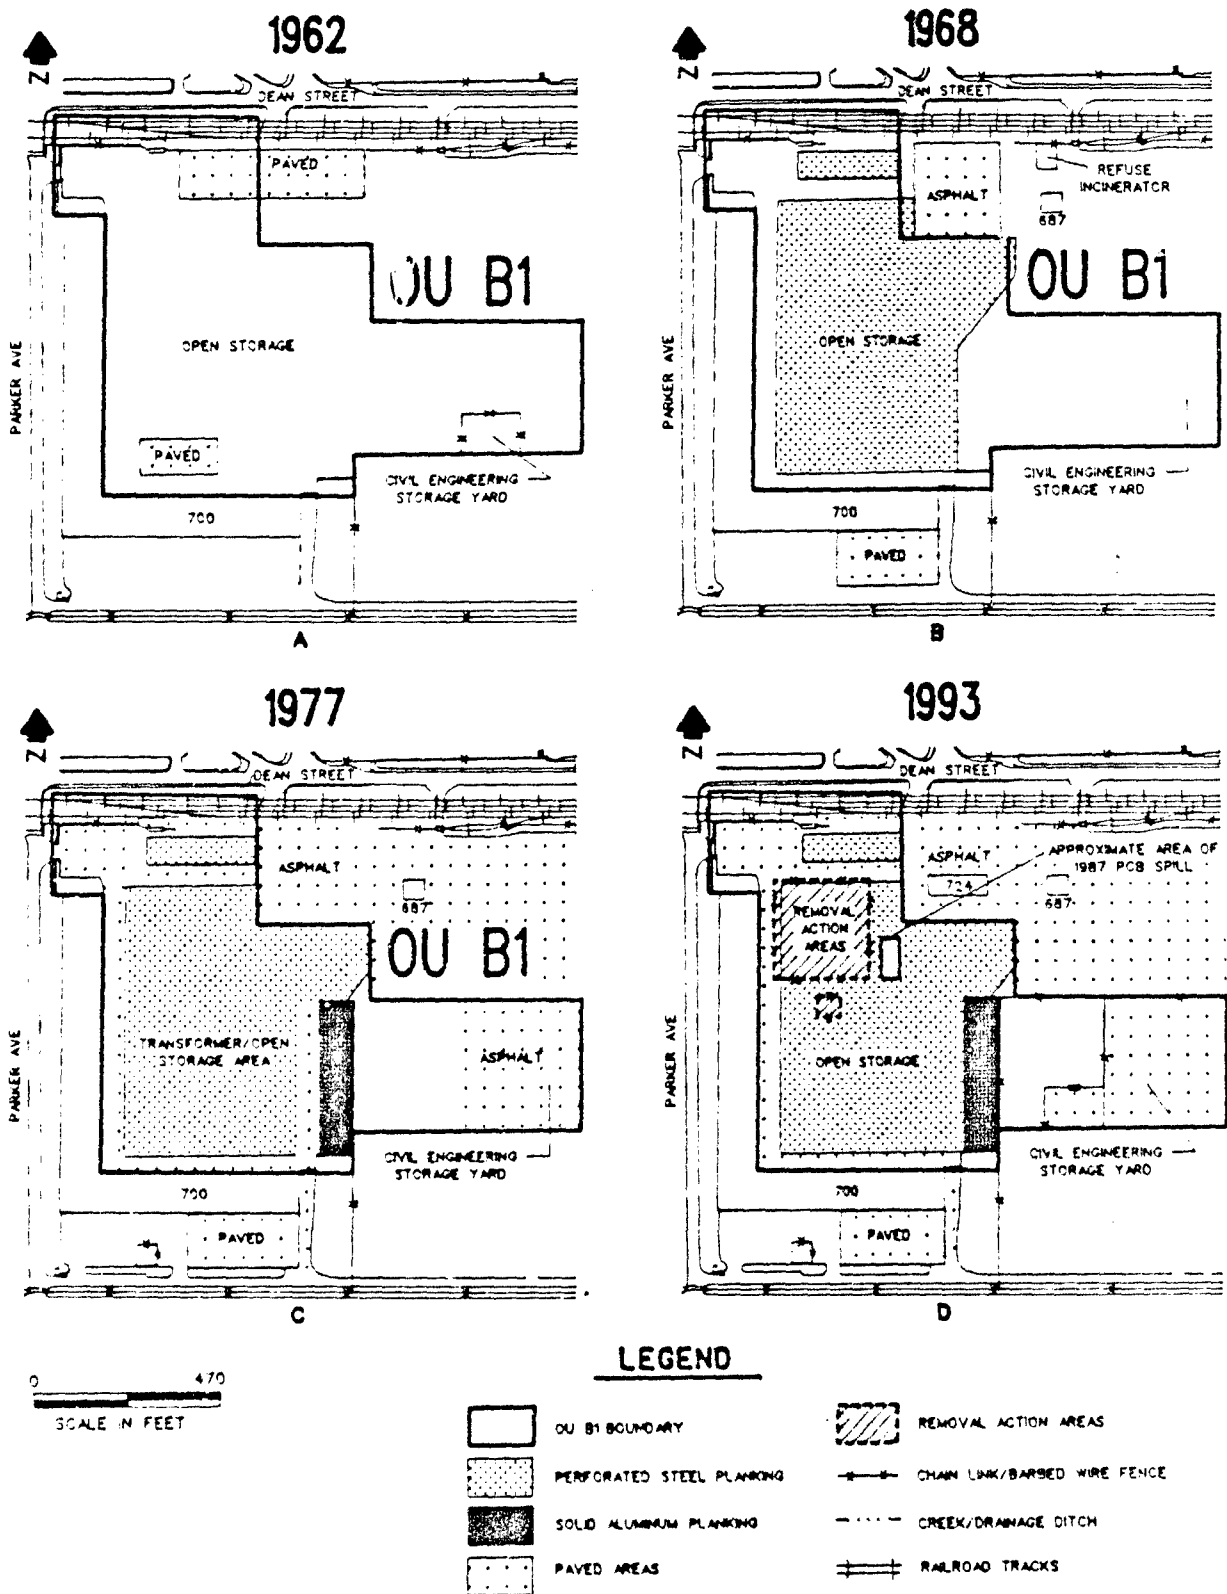 1962
N
DEAN STREET
PAVED
OU B1
OPEN STORAGE
PARKER AVE
PAVED
CIVIL ENGINEERING
STORAGE YARD
700
A
1968
N
DEAN STREET
ASPHALT
REFUSE
INCINERATOR
687
OU B1
OPEN STORAGE
PARKER AVE
CIVIL ENGINEERING
STORAGE YARD
700
PAVED
B
1977
N
DEAN STREET
ASPHALT
687
OU B1
TRANSFORMER/OPEN
STORAGE AREA
ASPHALT
PARKER AVE
CIVIL ENGINEERING
STORAGE YARD
700
PAVED
C
1993
N
DEAN STREET
ASPHALT
APPROXIMATE AREA OF
1987 PCB SPILL
724
687
REMOVAL
ACTION
AREAS
OPEN STORAGE
PARKER AVE
CIVIL ENGINEERING
STORAGE YARD
700
PAVED
D
0 470
SCALE IN FEET
LEGEND
OU B1 BOUNDARY
PERFORATED STEEL PLANKING
SOLID ALUMINUM PLANKING
PAVED AREAS
REMOVAL ACTION AREAS
CHAIN LINK/BARBED WIRE FENCE
CREEK/DRAINAGE DITCH
RAILROAD TRACKS